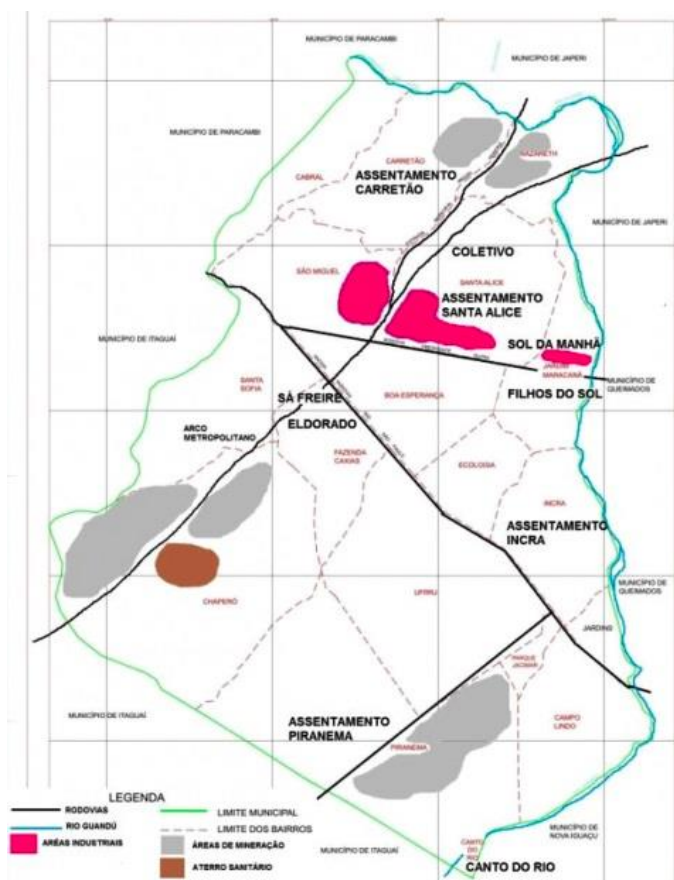 MUNICÍPIO DE PARACAMBI
MUNICÍPIO DE JAPERI
MUNICÍPIO DE PARACAMBI
CARRETÃO
NAZARETH
CABRAL
ASSENTAMENTO
CARRETÃO
MUNICÍPIO DE JAPERI
COLETIVO
SÃO MIGUEL
SANTA ALICE
ASSENTAMENTO
SANTA ALICE
MUNICÍPIO DE ITAGUAÍ
SOL DA MANHÃ
JARDIM
MARACANÃ
SANTA
SOFIA
MUNICÍPIO DE
QUEIMADOS
SÁ FREIRE
BOA ESPERANÇA
FILHOS DO SOL
ELDORADO
ARCO
METROPOLITANO
FAZENDA
CAXIAS
ECOLOGIA
INCRA
ASSENTAMENTO
INCRA
MUNICÍPIO DE
QUEIMADOS
CHAPERÓ
UFRRJ
JARDINS
PARQUE
JACIMAR
MUNICÍPIO DE ITAGUAÍ
ASSENTAMENTO
PIRANEMA
CAMPO
LINDO
PIRANEMA
LEGENDA
RODOVIAS
LIMITE MUNICIPAL
RIO GUANDÚ
LIMITE DOS BAIRROS
MUNICÍPIO DE
NOVA IGUAÇU
ARÉAS INDUSTRIAIS
ÁREAS DE MINERAÇÃO
MUNICÍPIO DE ITAGUAÍ
CANTO
DO
RIO
ATERRO SANITÁRIO
CANTO DO RIO